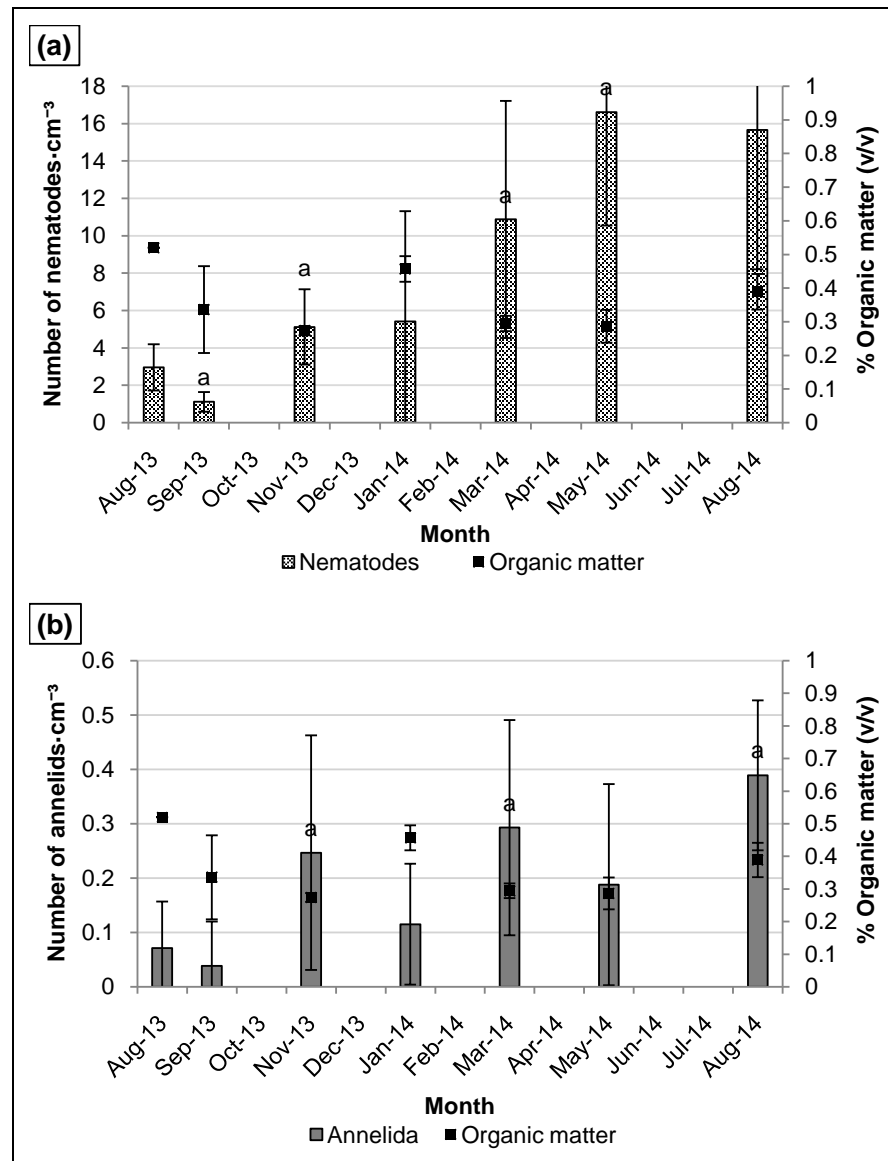 (a)
Number of nematodes·cm⁻³
18
16
14
12
10
8
6
4
2
0
a
a
a
a
1
0.9
0.8
0.7
0.6
0.5
0.4
0.3
0.2
0.1
0
% Organic matter (v/v)
Aug-13
Sep-13
Oct-13
Nov-13
Dec-13
Jan-14
Feb-14
Mar-14
Apr-14
May-14
Jun-14
Jul-14
Aug-14
Month
Nematodes Organic matter
(b)
Number of annelids·cm⁻³
0.6
0.5
0.4
0.3
0.2
0.1
0
a
a
a
1
0.9
0.8
0.7
0.6
0.5
0.4
0.3
0.2
0.1
0
% Organic matter (v/v)
Aug-13
Sep-13
Oct-13
Nov-13
Dec-13
Jan-14
Feb-14
Mar-14
Apr-14
May-14
Jun-14
Jul-14
Aug-14
Month
Annelida Organic matter